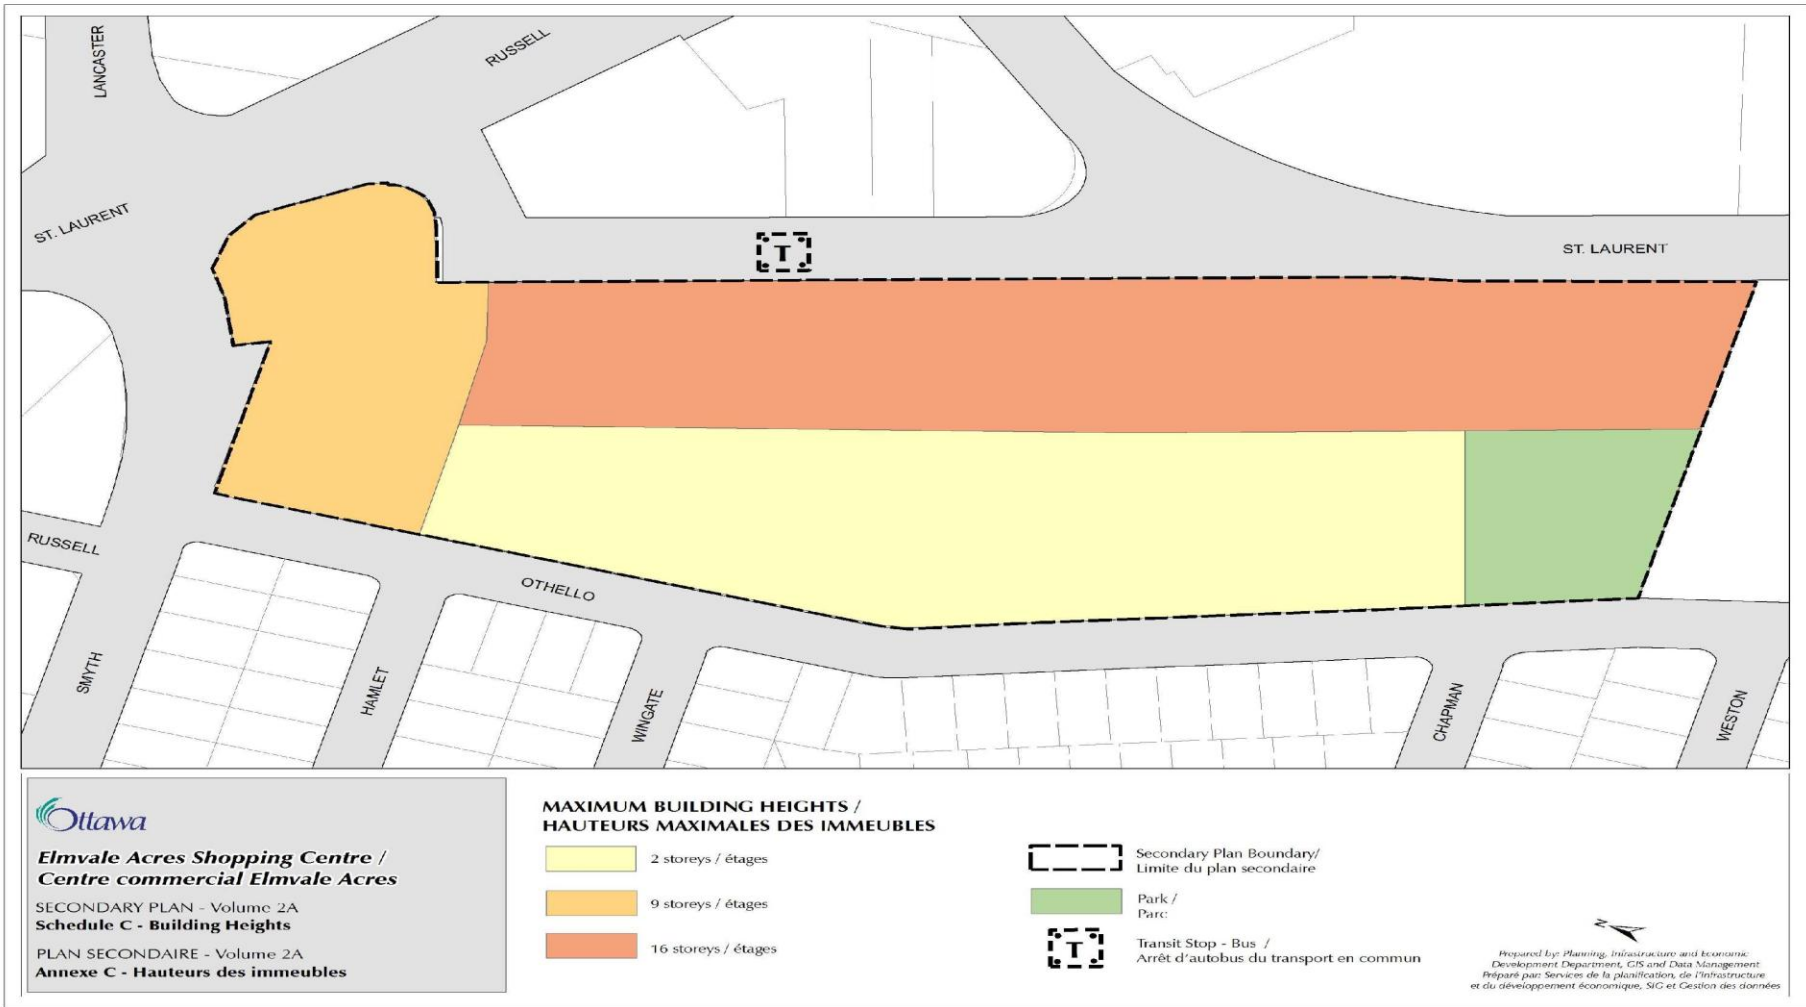 LANCASTER
RUSSELL
ST. LAURENT
T
ST. LAURENT
RUSSELL
OTHELLO
SMYTH
HAMLET
WINGATE
CHAPMAN
WESTON
Ottawa
Elmvale Acres Shopping Centre /
Centre commercial Elmvale Acres
SECONDARY PLAN - Volume 2A
Schedule C - Building Heights
PLAN SECONDAIRE - Volume 2A
Annexe C - Hauteurs des immeubles
MAXIMUM BUILDING HEIGHTS /
HAUTEURS MAXIMALES DES IMMEUBLES
2 storeys / étages
9 storeys / étages
16 storeys / étages
Secondary Plan Boundary/
Limite du plan secondaire
Park /
Parc
T
Transit Stop - Bus /
Arrêt d'autobus du transport en commun
N
Prepared by: Planning, Infrastructure and Economic
Development Department, GIS and Data Management
Préparé par: Services de la planification, de l'Infrastructure
et du développement économique, SIG et Gestion des données